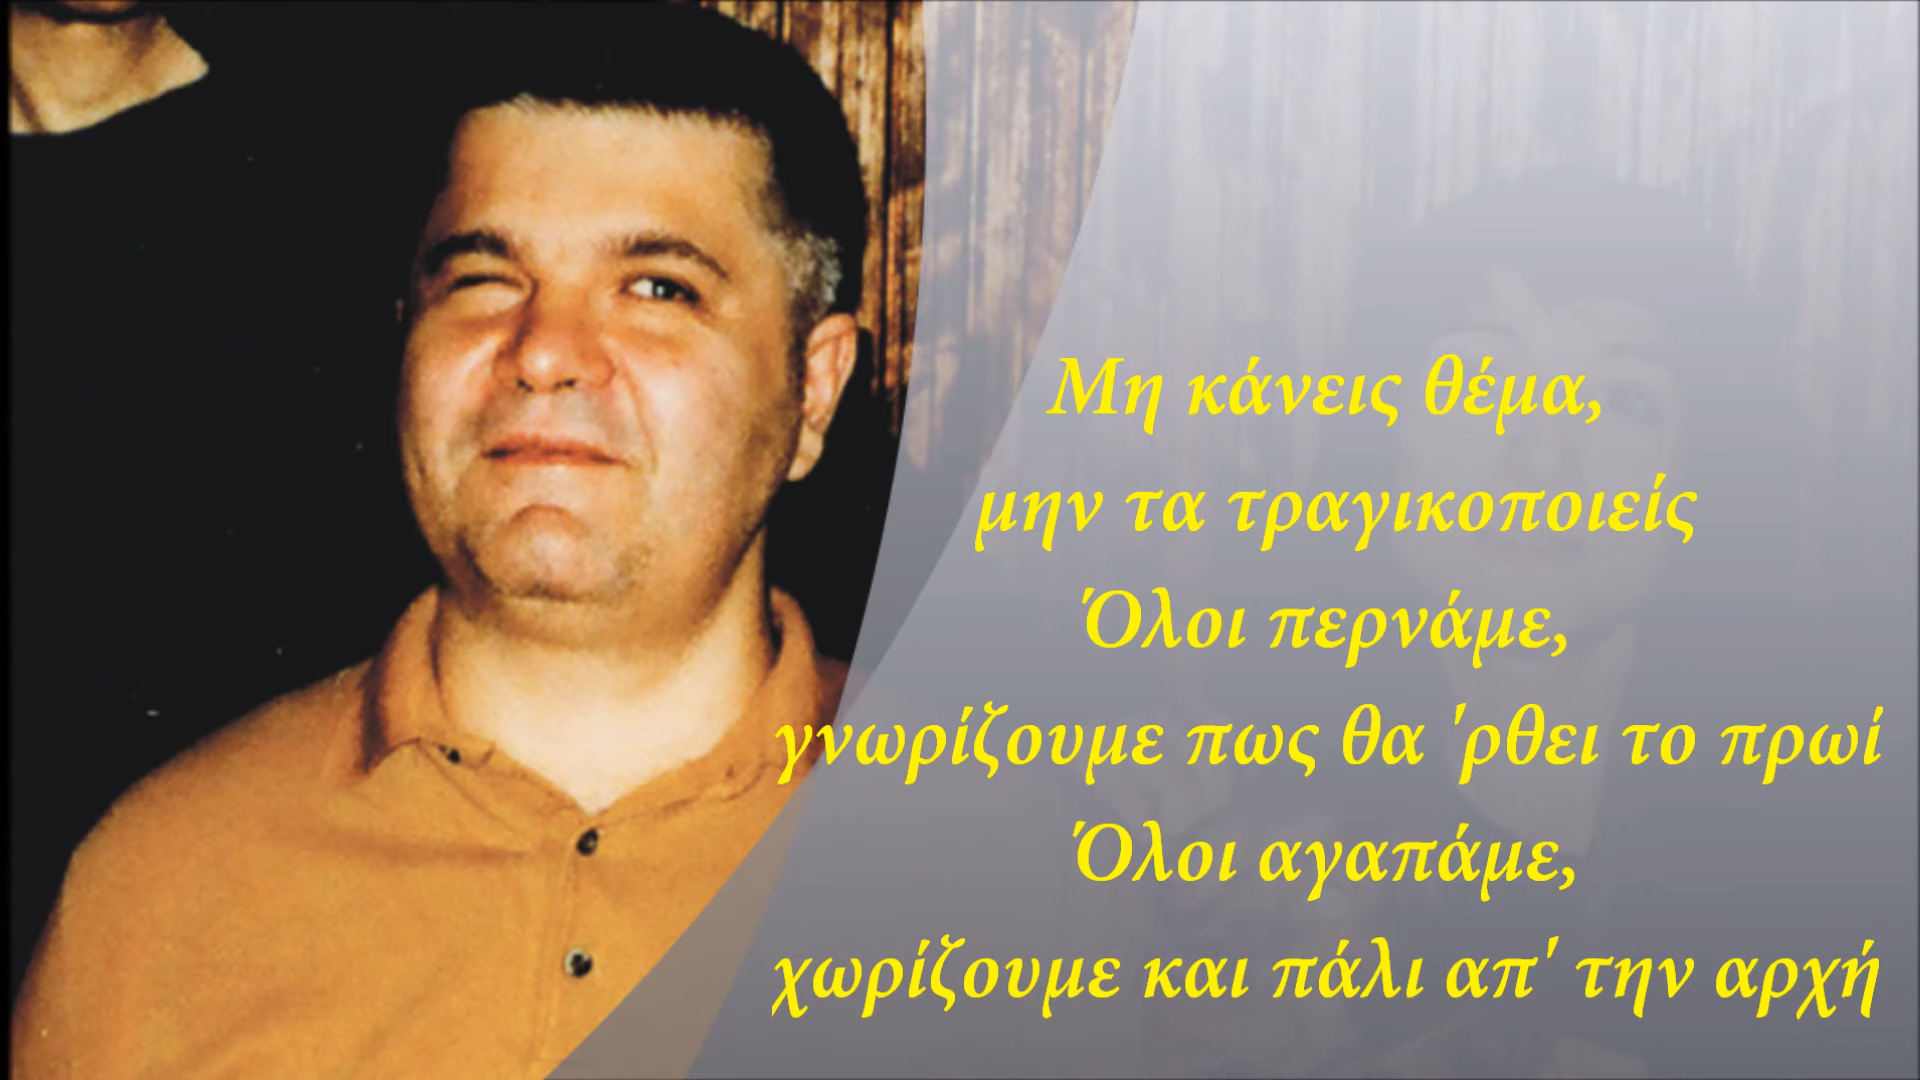 Μη κάνεις θέμα,
μην τα τραγικοποιείς
Όλοι περνάμε,
γνωρίζουμε πως θα 'ρθει το πρωί
Όλοι αγαπάμε,
χωρίζουμε και πάλι απ' την αρχή